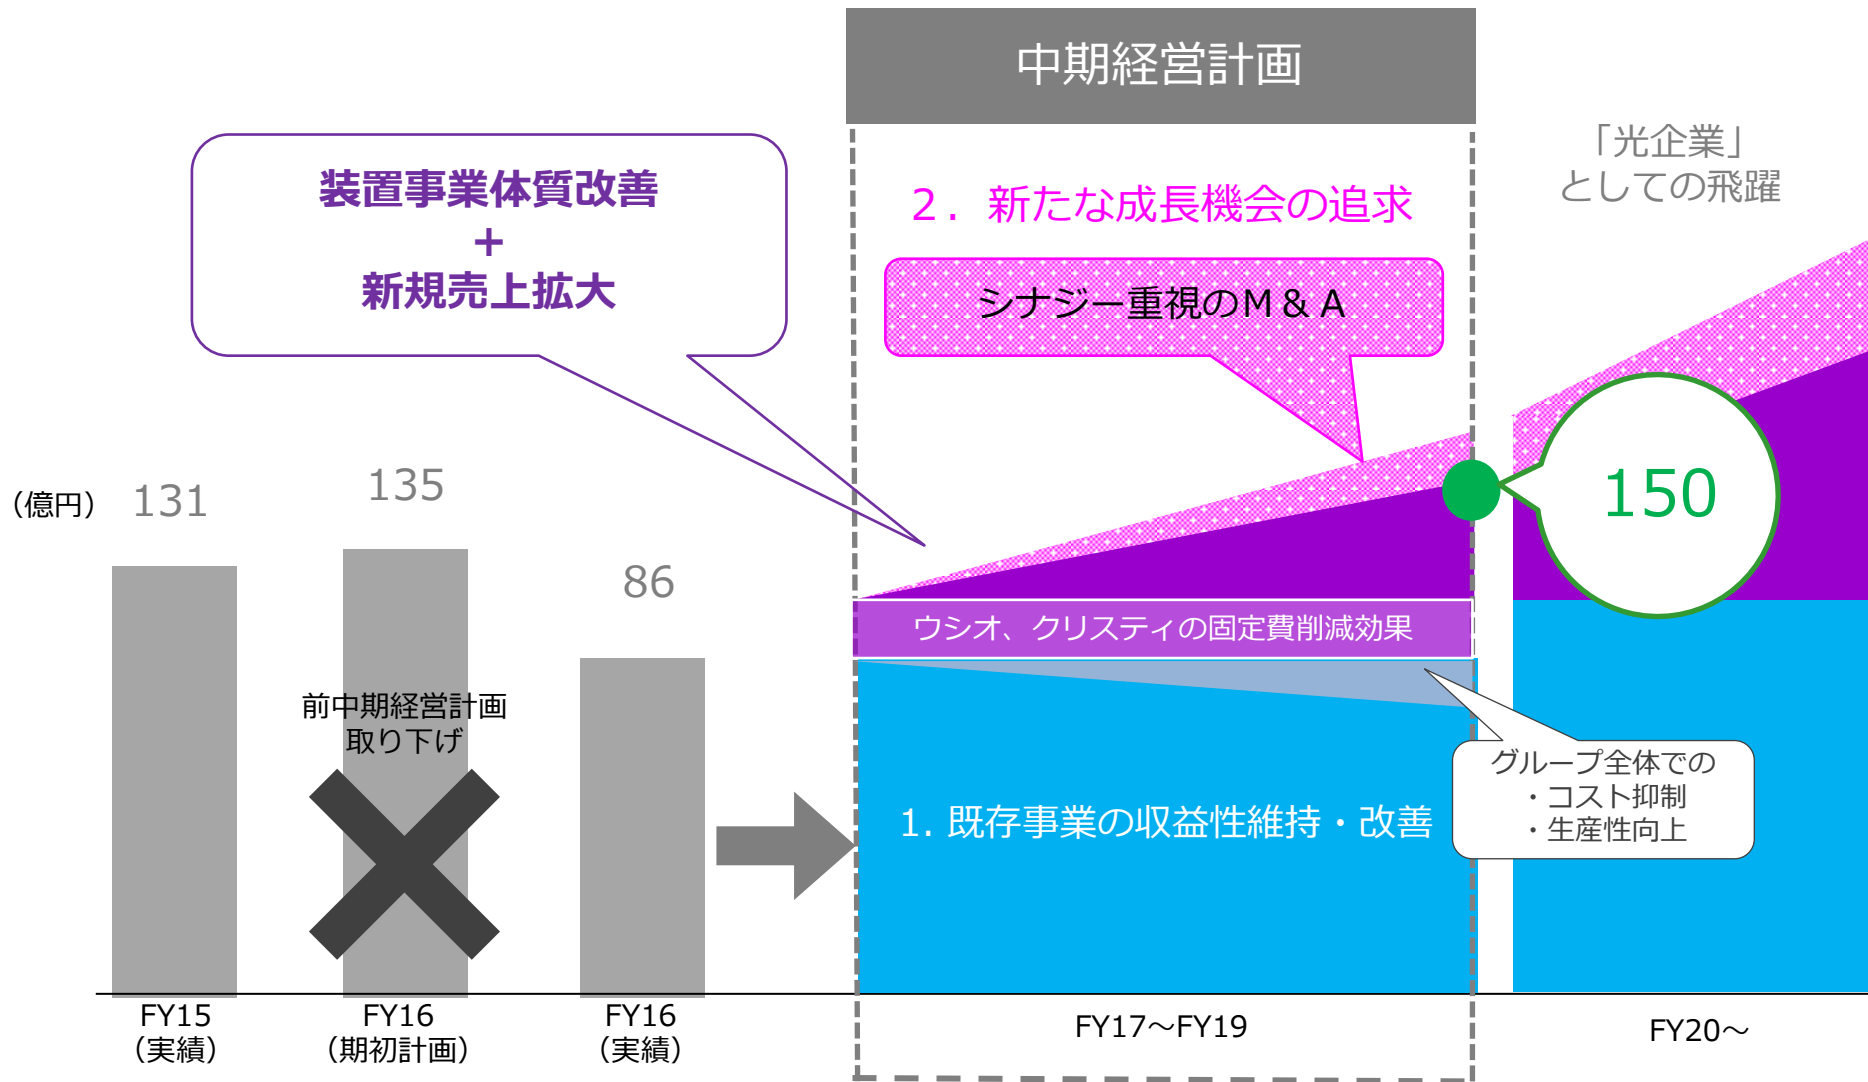 中期経営計画
「光企業」
としての飛躍
装置事業体質改善
+
新規売上拡大
2．新たな成長機会の追求
シナジー重視のM＆A
（億円）
131
135
86
150
ウシオ、クリスティの固定費削減効果
前中期経営計画
取り下げ
1. 既存事業の収益性維持・改善
グループ全体での
・コスト抑制
・生産性向上
FY15
（実績）
FY16
（期初計画）
FY16
（実績）
FY17～FY19
FY20～